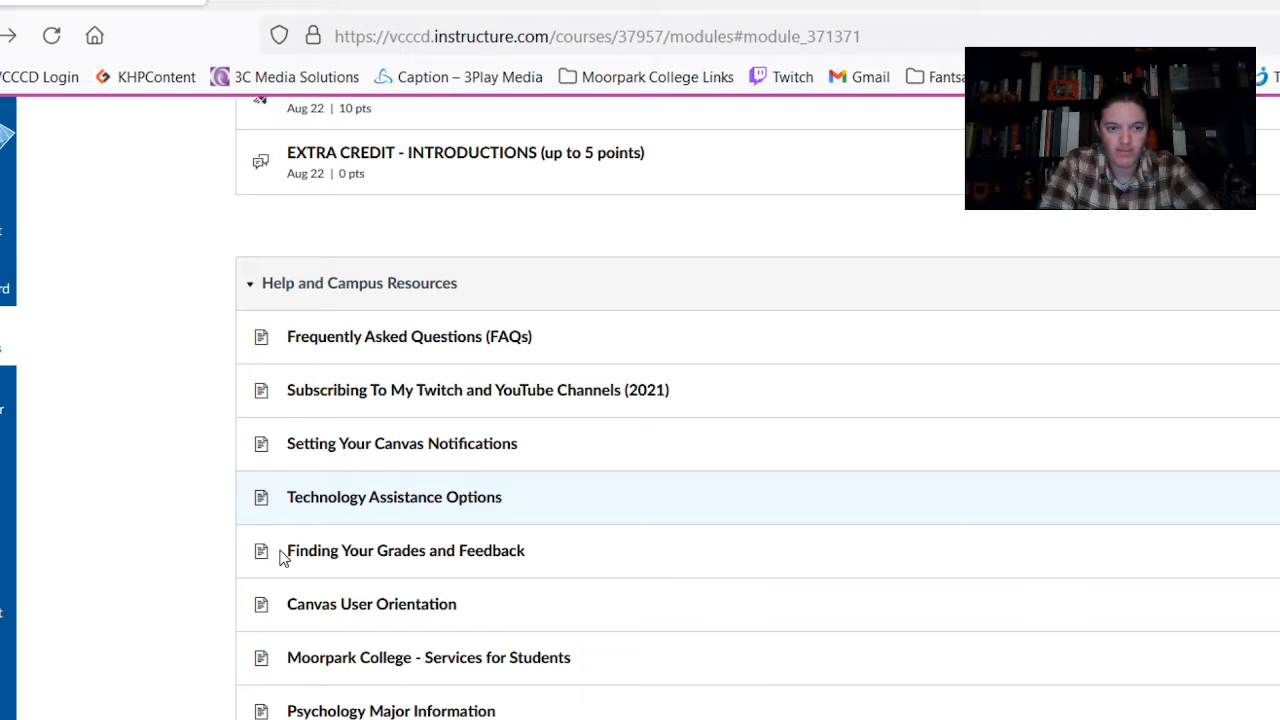 https://vcccd.instructure.com/courses/37957/modules#module_371371
VCCCD Login KHPContent 3C Media Solutions Caption – 3Play Media Moorpark College Links Twitch Gmail
Aug 22 | 10 pts
EXTRA CREDIT - INTRODUCTIONS (up to 5 points)
Aug 22 | 0 pts
Help and Campus Resources
Frequently Asked Questions (FAQs)
Subscribing To My Twitch and YouTube Channels (2021)
Setting Your Canvas Notifications
Technology Assistance Options
Finding Your Grades and Feedback
Canvas User Orientation
Moorpark College - Services for Students
Psychology Major Information